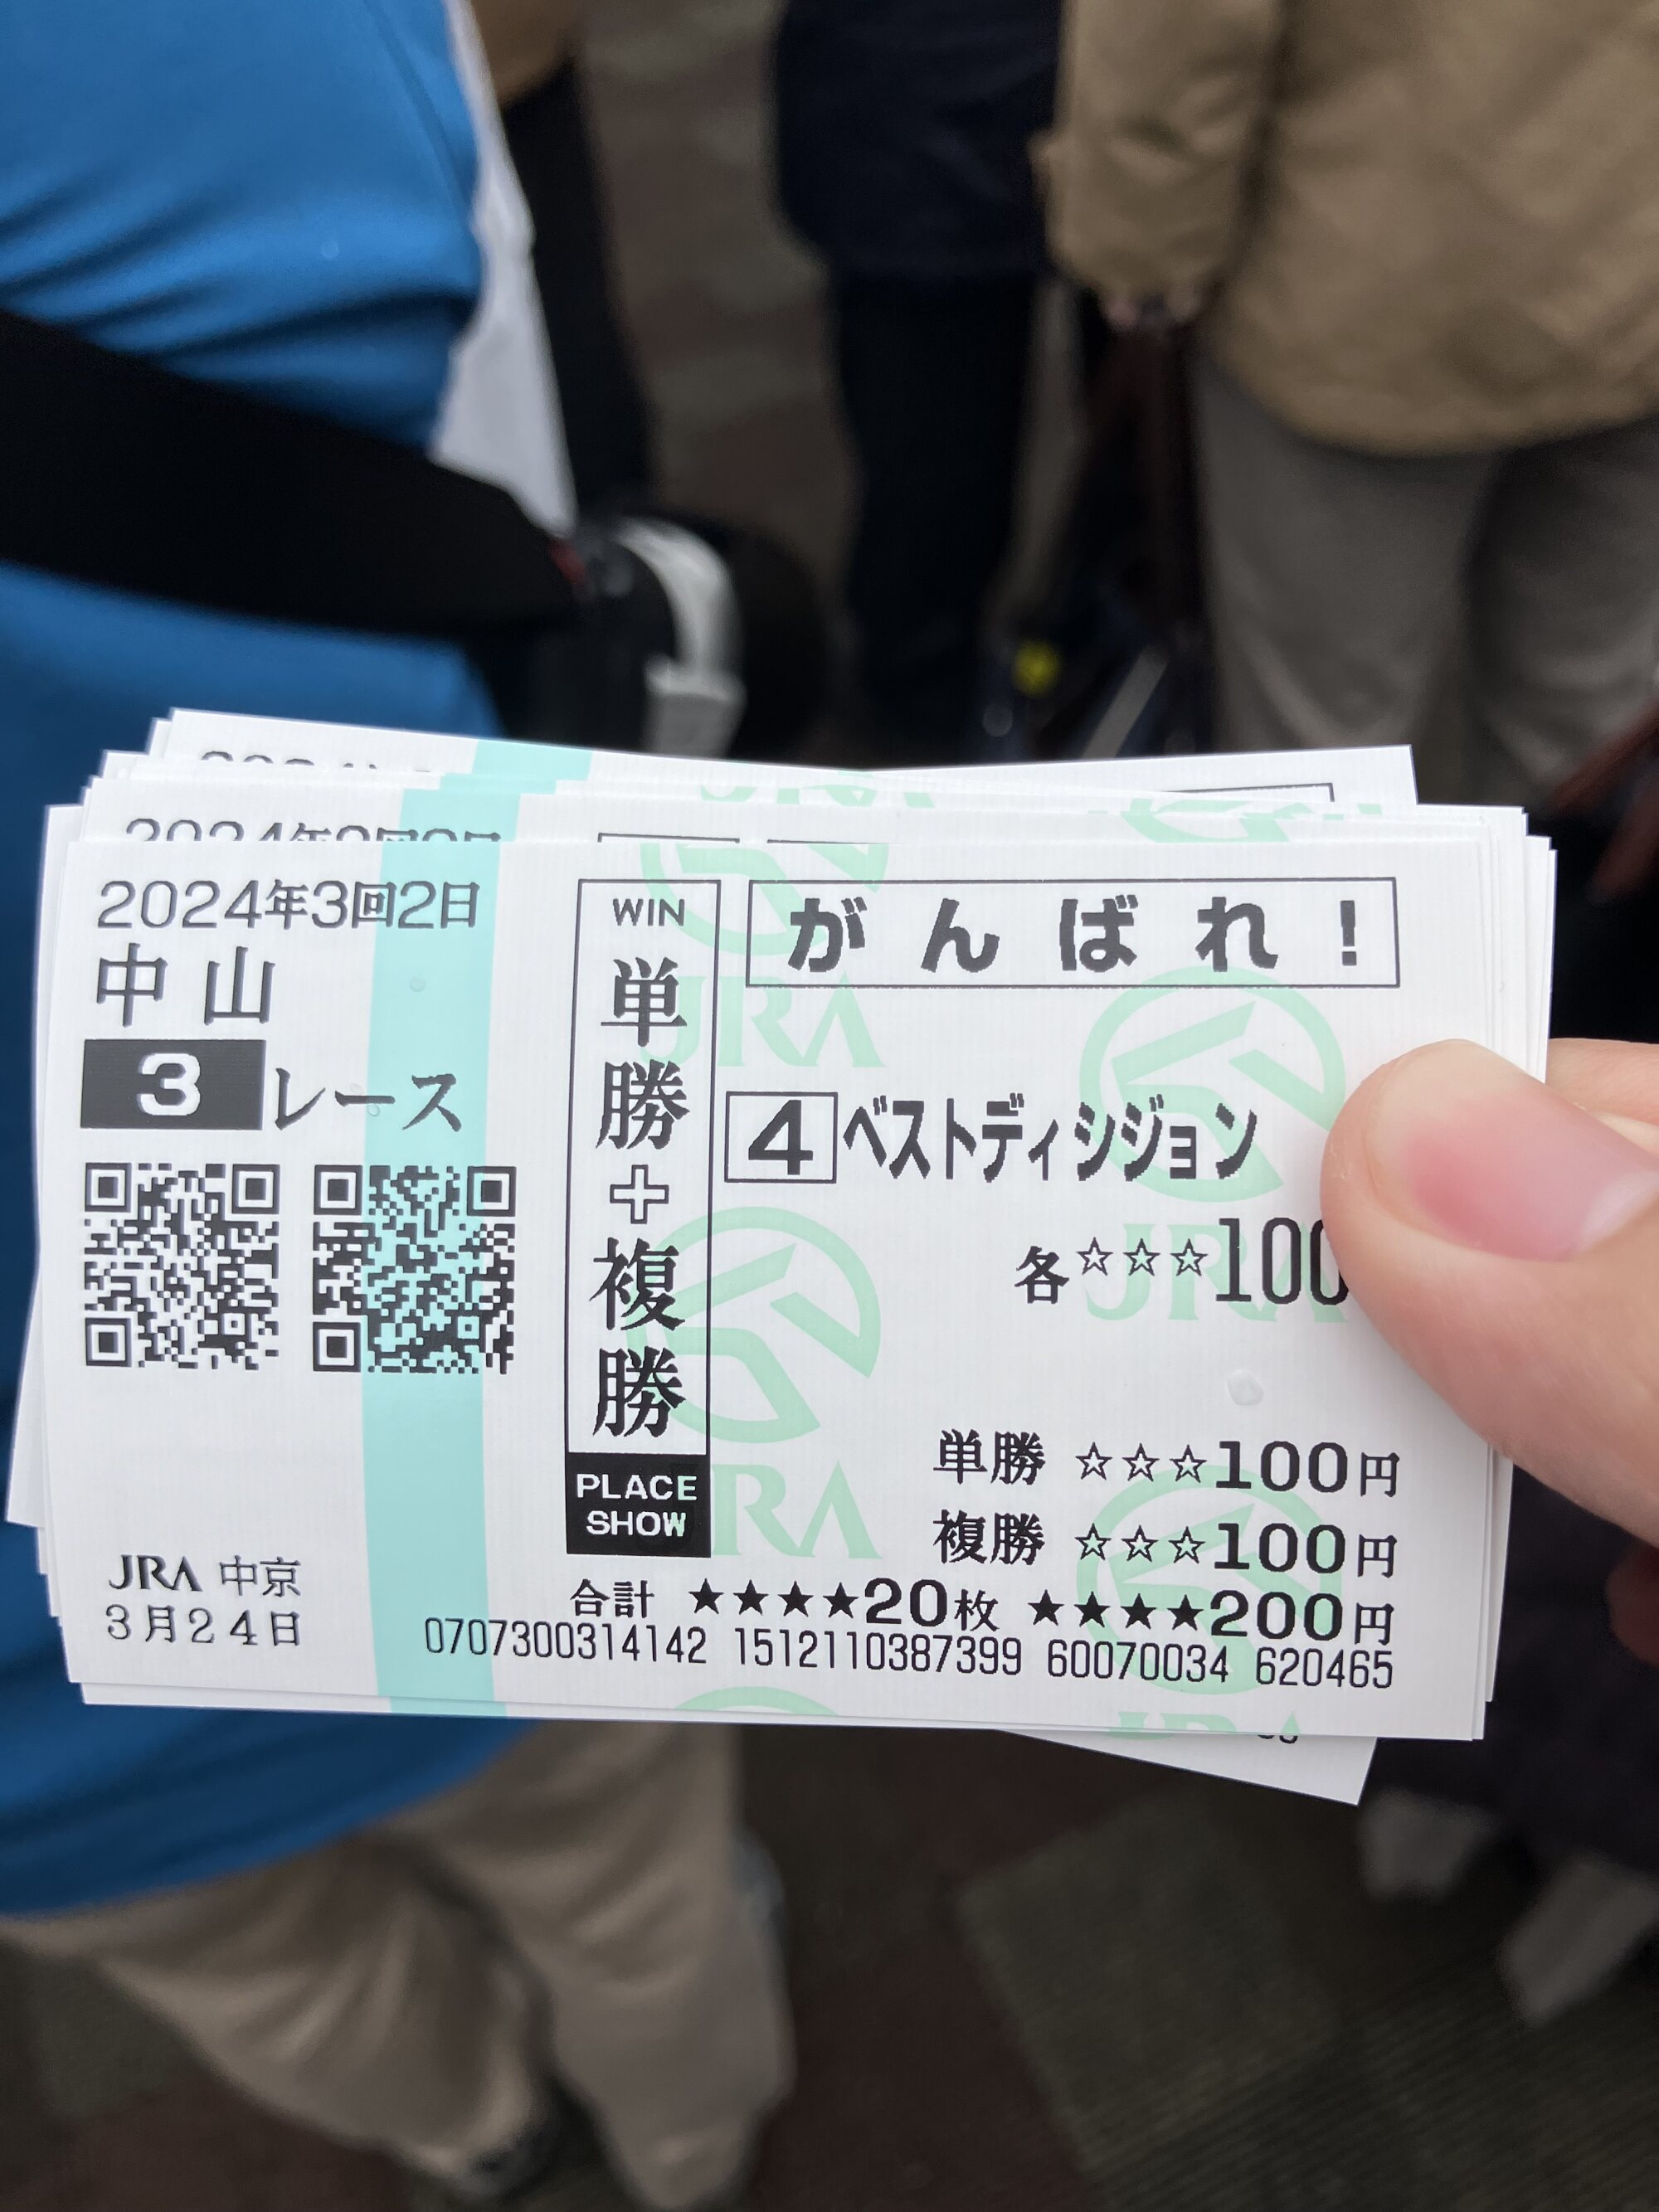 2024年3回2日
中山
3レース
WIN
単勝+複勝
PLACE
SHOW
がんばれ!
4 ベストディシジョン
各☆☆☆100
単勝 ☆☆☆100円
複勝 ☆☆☆100円
合計 ★★★★20枚 ★★★★200円
JRA 中京
3月24日
0707300314142 1512110387399 60070034 620465
JRA
JRA
JRA